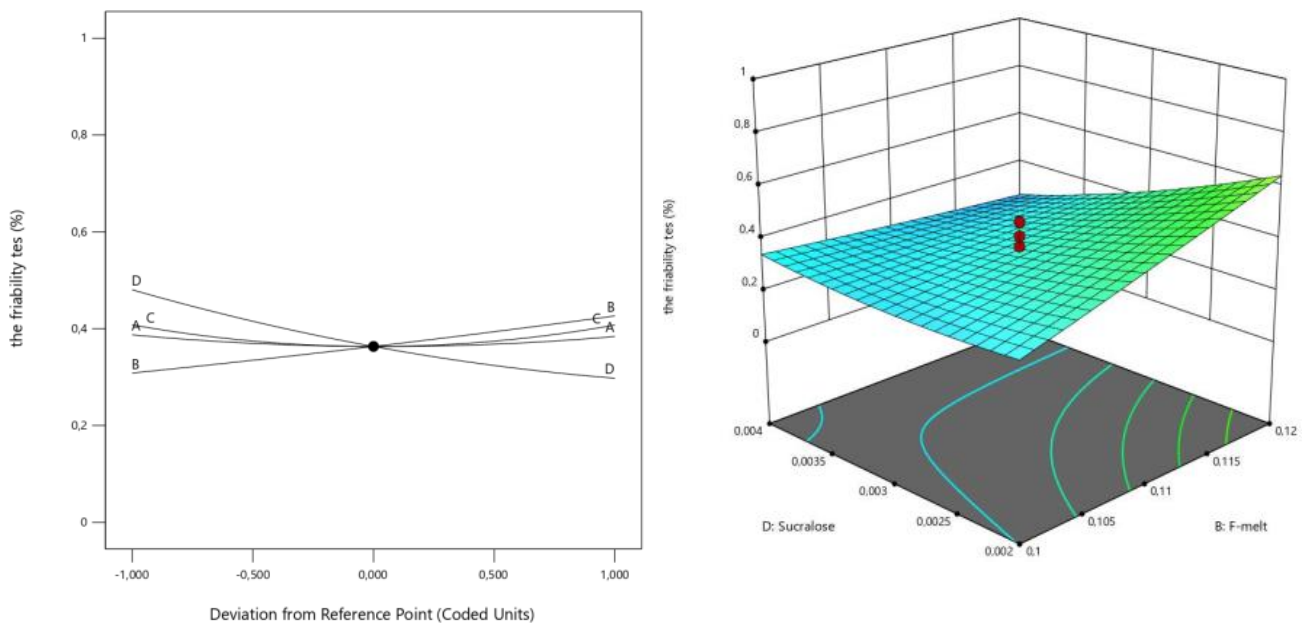 1
0,8
0,6
0,4
0,2
0
the friability tes (%)
D
C
A
B
B
C
A
D
-1,000
-0,500
0,000
0,500
1,000
Deviation from Reference Point (Coded Units)
1
0,8
0,6
0,4
0,2
0
the friability tes (%)
0,004
0,0035
0,003
0,0025
0,002
0,1
0,105
0,11
0,115
0,12
D: Sucralose
B: F-melt